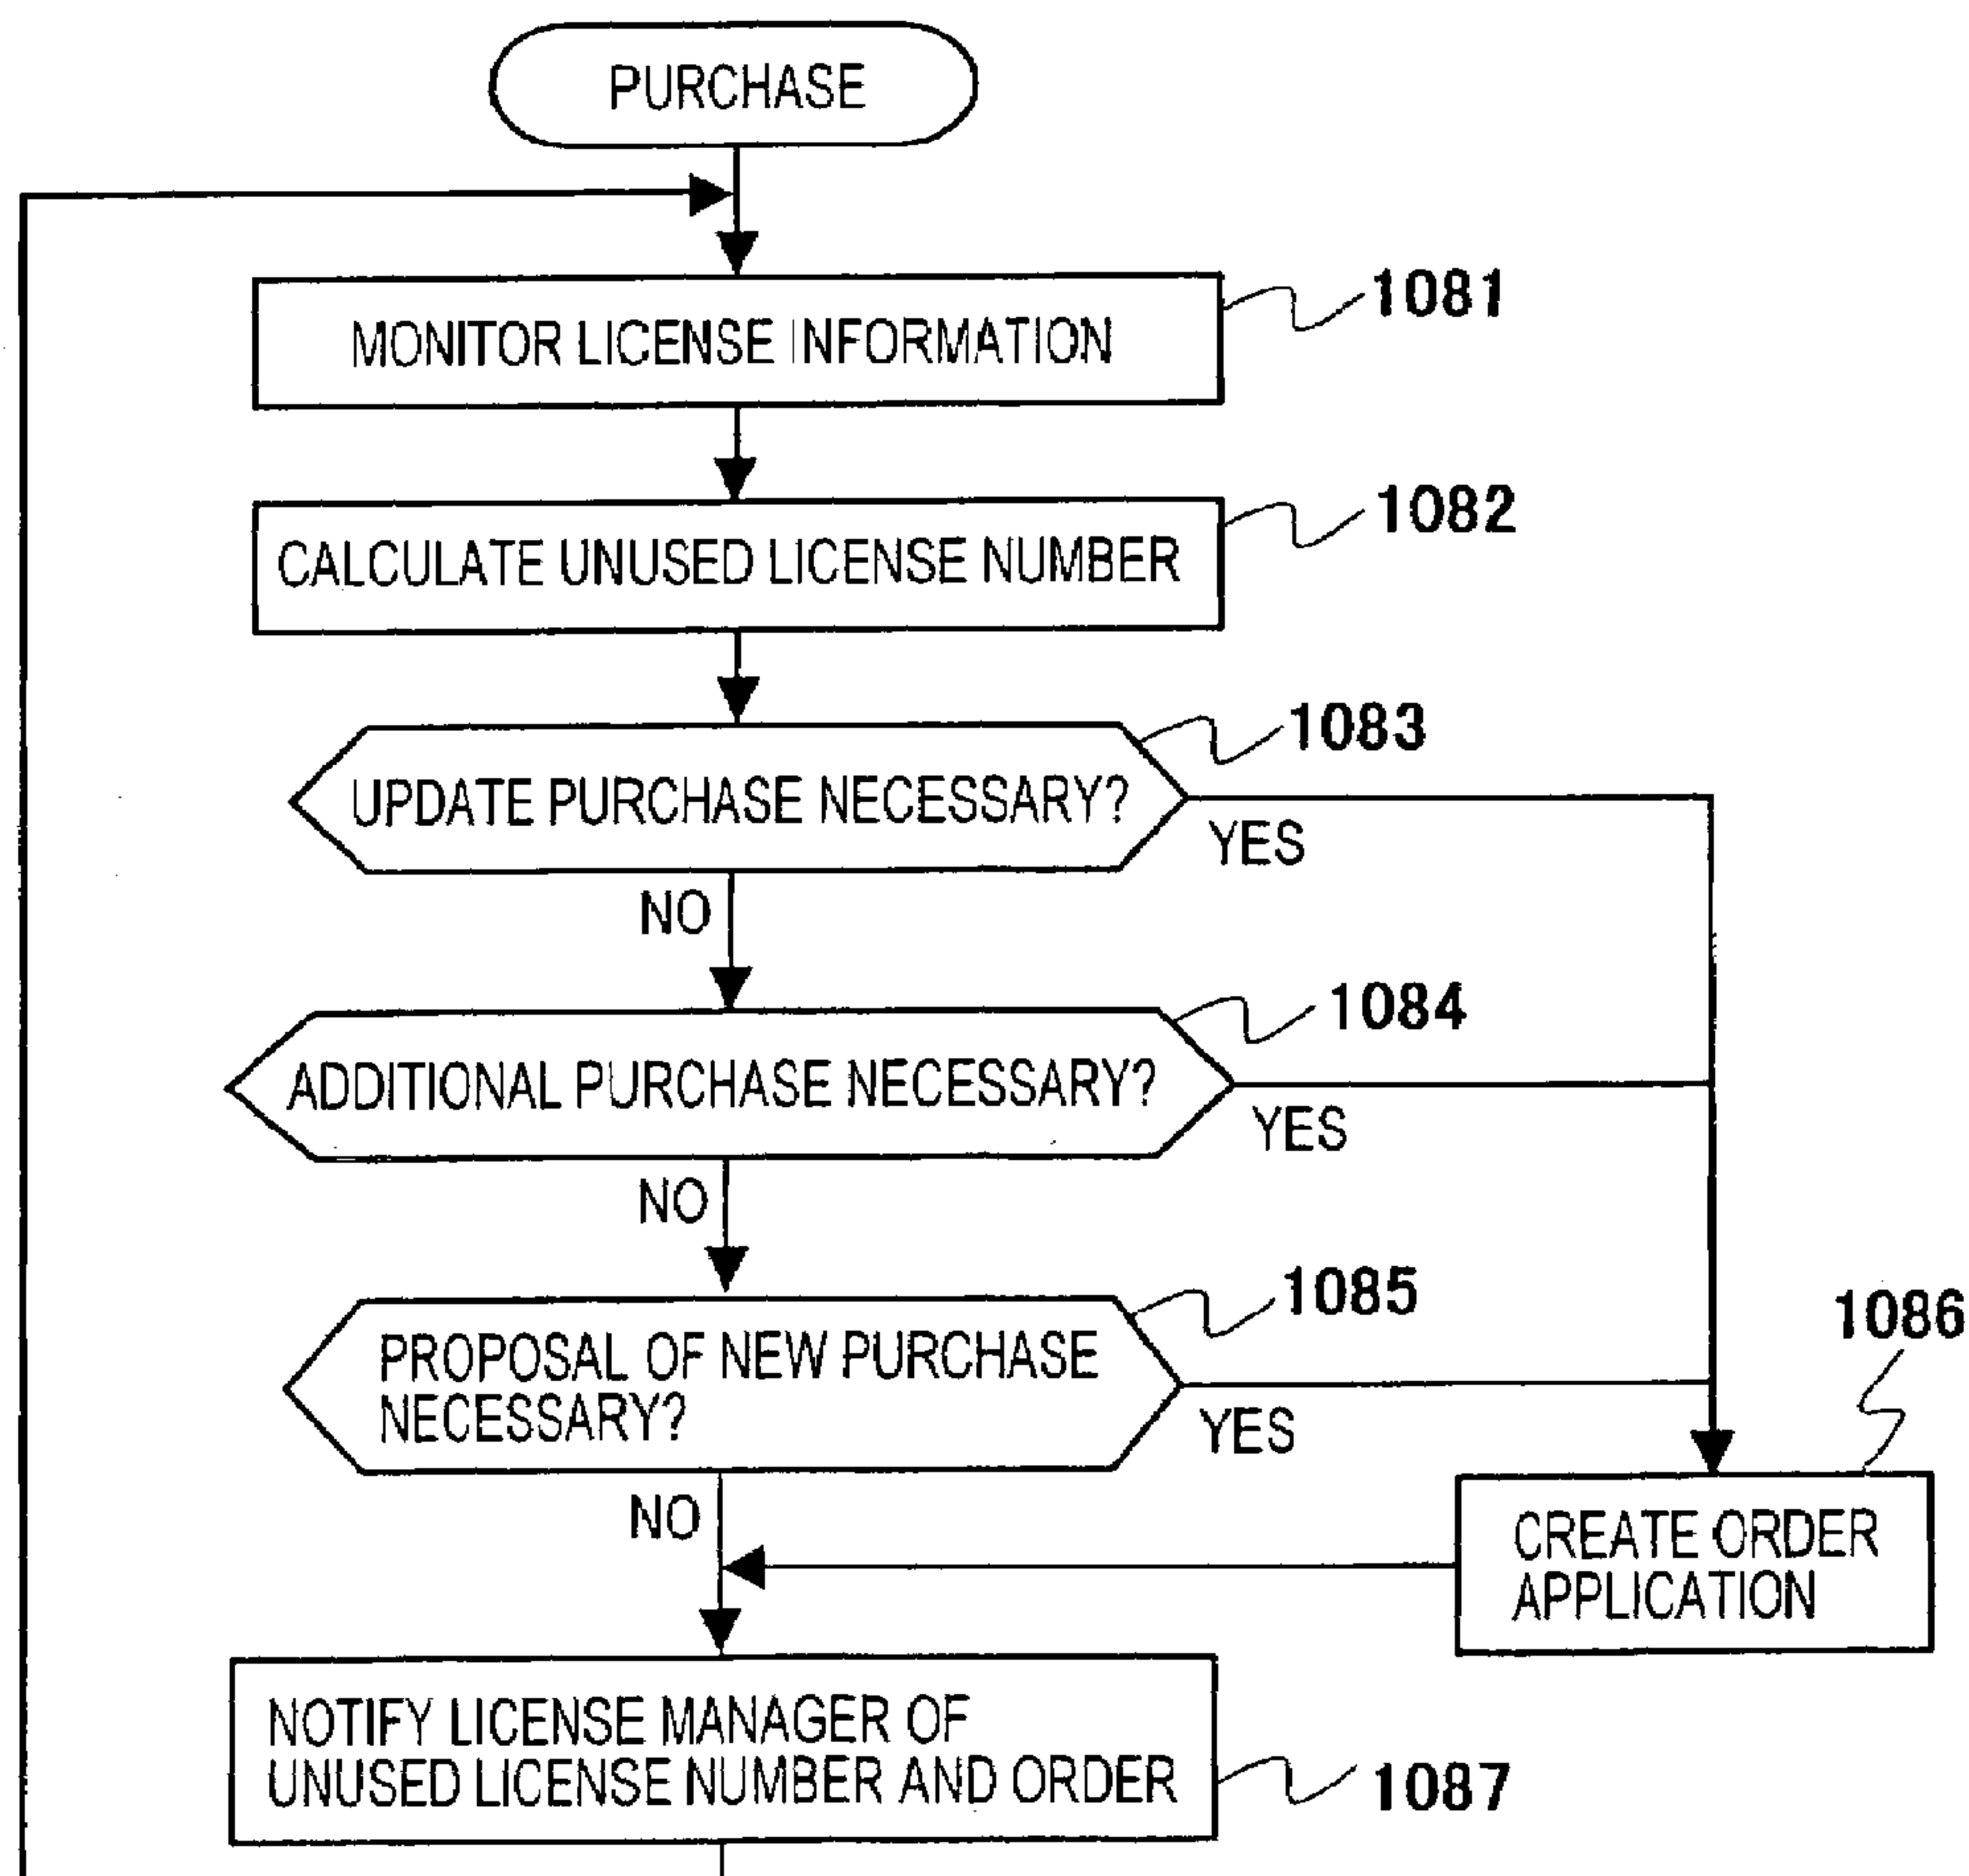 PURCHASE
1081
MONITOR LICENSE INFORMATION
1082
CALCULATE UNUSED LICENSE NUMBER
1083
UPDATE PURCHASE NECESSARY?
YES
NO
1084
ADDITIONAL PURCHASE NECESSARY?
YES
NO
1085
PROPOSAL OF NEW PURCHASE
NECESSARY?
YES
NO
1086
CREATE ORDER
APPLICATION
NOTIFY LICENSE MANAGER OF
UNUSED LICENSE NUMBER AND ORDER
1087